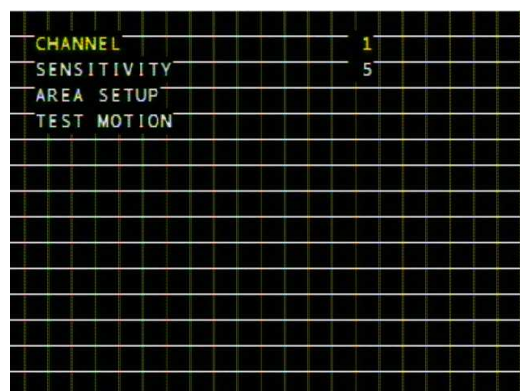 CHANNEL 1
SENSITIVITY 5
AREA SETUP
TEST MOTION